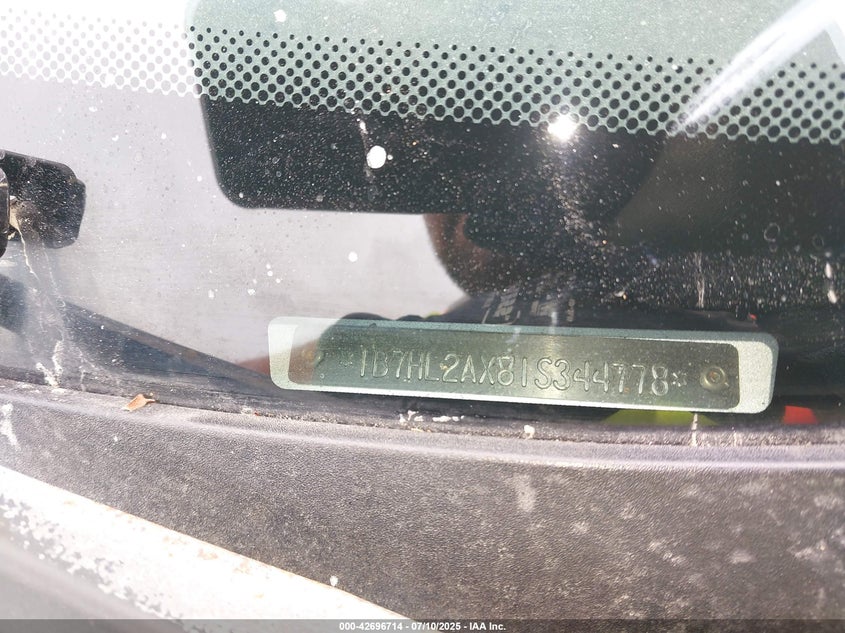 *1B7HL2AX81S344778*
000-42696714 - 07/10/2025 - IAA Inc.